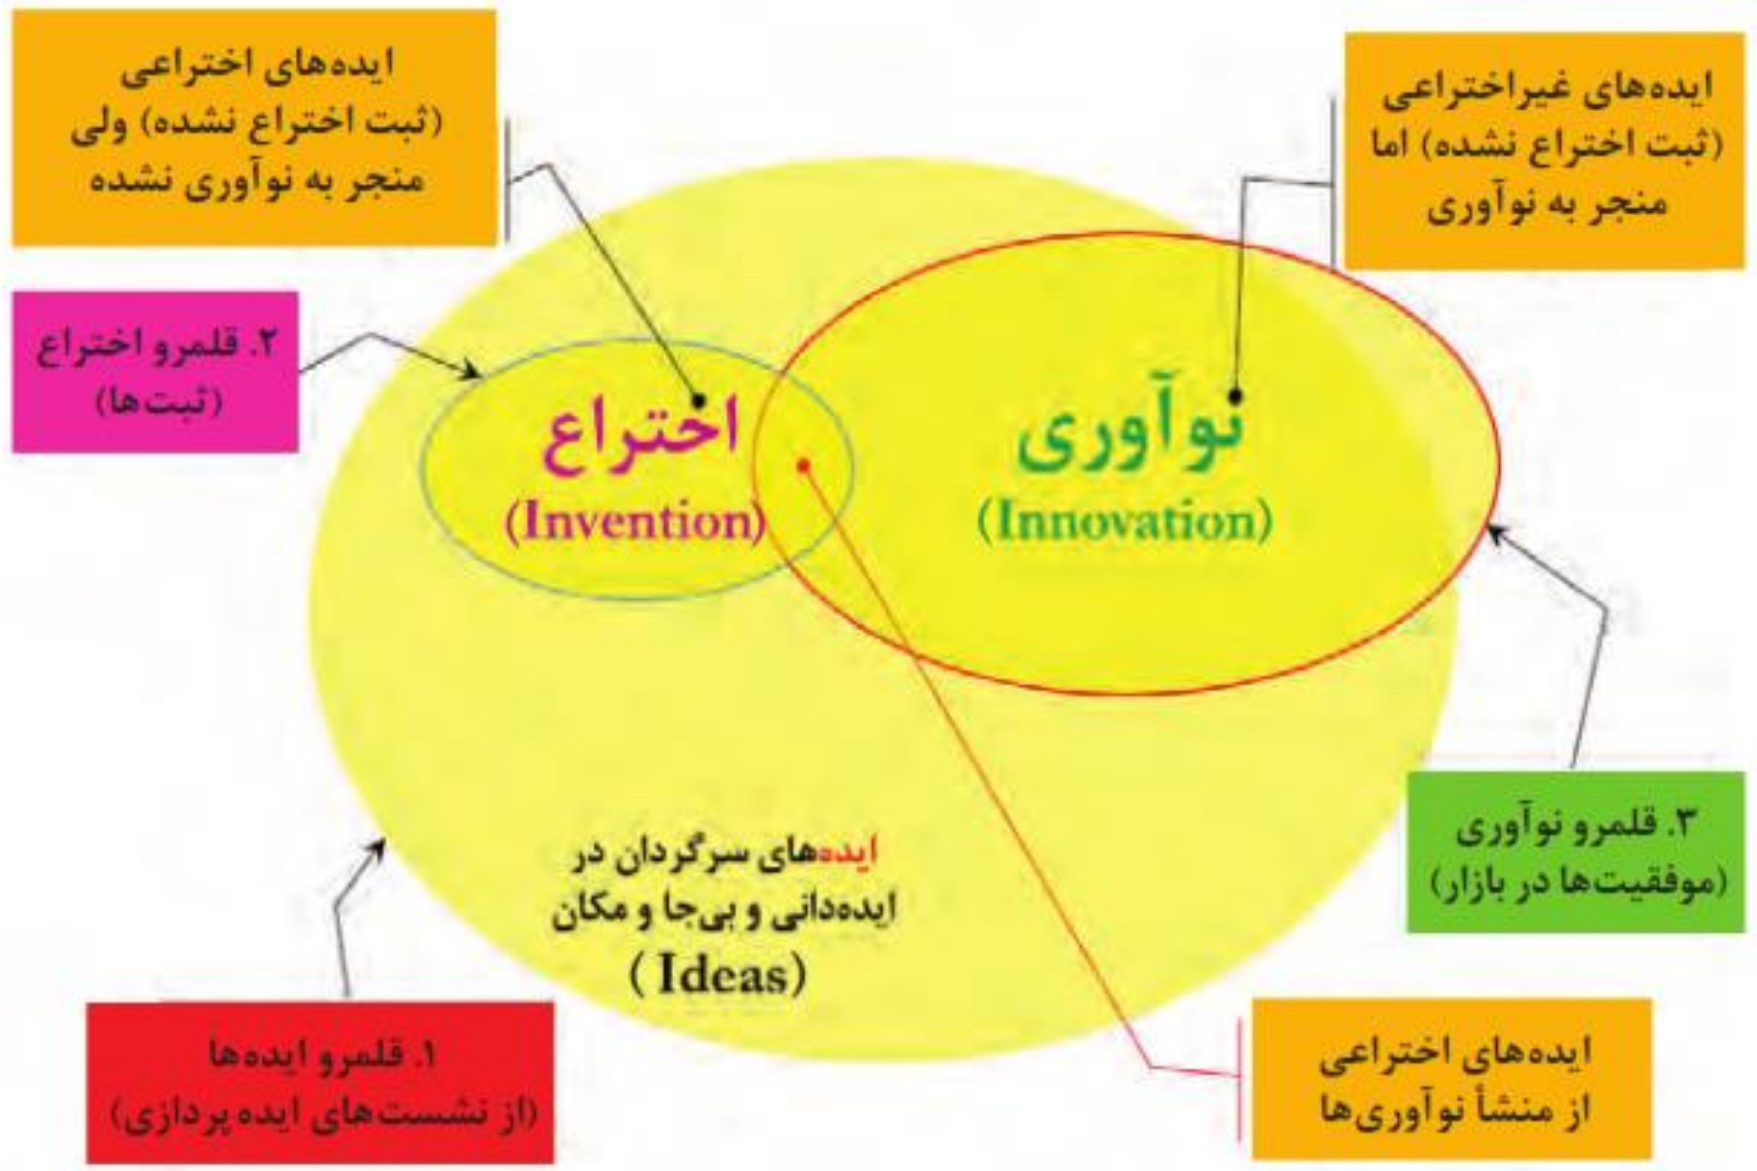 ایده‌های غیراختراعی
(ثبت اختراع نشده) اما
منجر به نوآوری
ایده‌های اختراعی
(ثبت اختراع نشده) ولی
منجر به نوآوری نشده
۲. قلمرو اختراع
(ثبت‌ها)
نوآوری
(Innovation)
اختراع
(Invention)
۳. قلمرو نوآوری
(موفقیت‌ها در بازار)
ایده‌های سرگردان در
ایده‌دانی و بی‌جا و مکان
(Ideas)
ایده‌های اختراعی
از منشأ نوآوری‌ها
۱. قلمرو ایده‌ها
(از نشست‌های ایده پردازی)